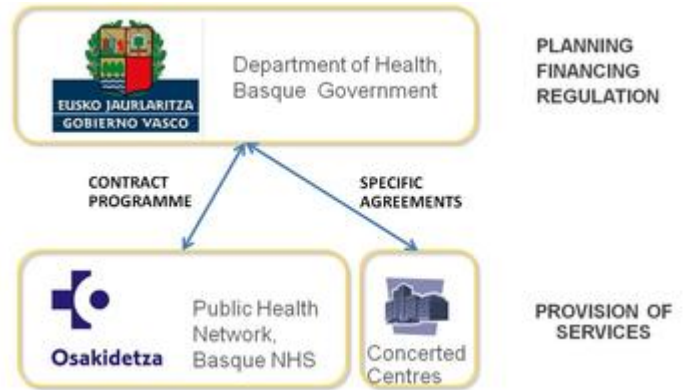 EUSKO JAURLARITZA
GOBIERNO VASCO
Department of Health,
Basque Government
PLANNING
FINANCING
REGULATION
CONTRACT
PROGRAMME
SPECIFIC
AGREEMENTS
Osakidetza
Public Health
Network,
Basque NHS
Concerted
Centres
PROVISION OF
SERVICES